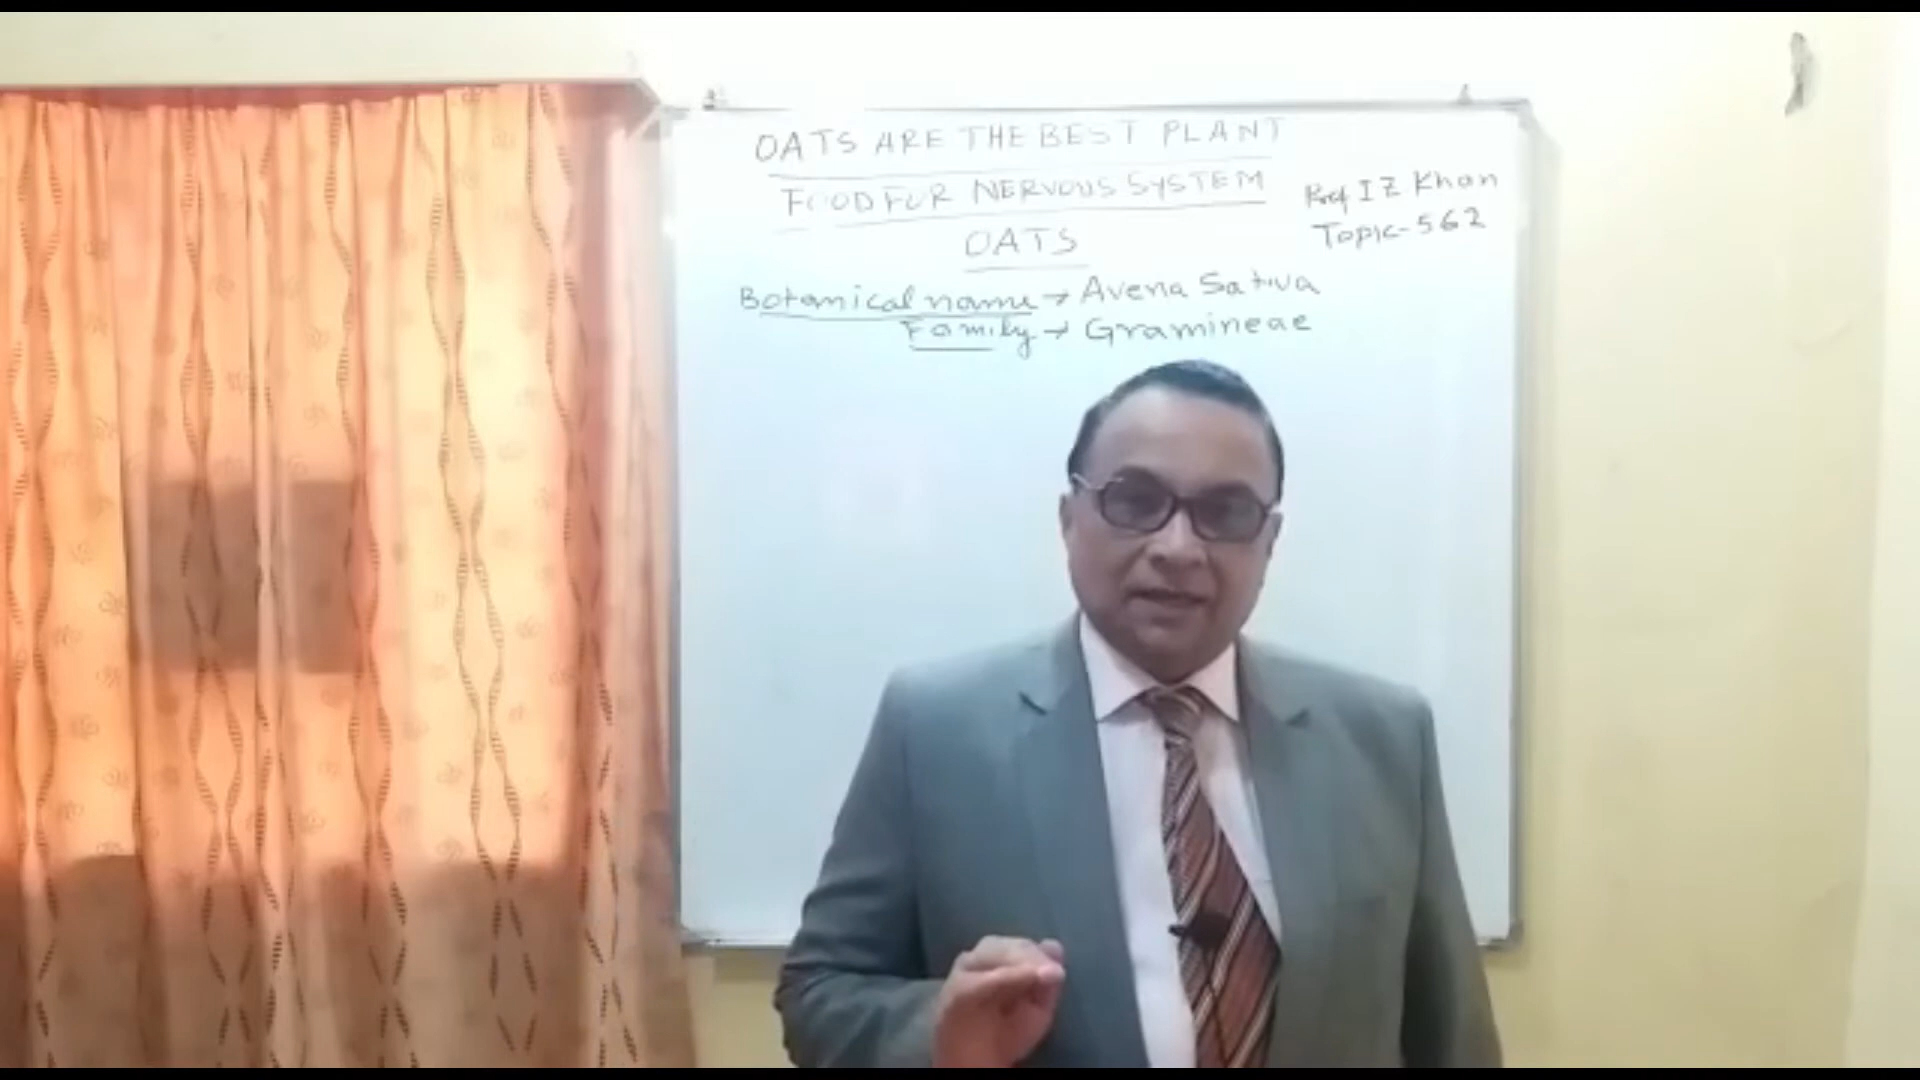 OATS ARE THE BEST PLANT
FOOD FOR NERVOUS SYSTEM
Prof I Z Khan
Topic-562
OATS
Botanical name → Avena Sativa
Family → Gramineae